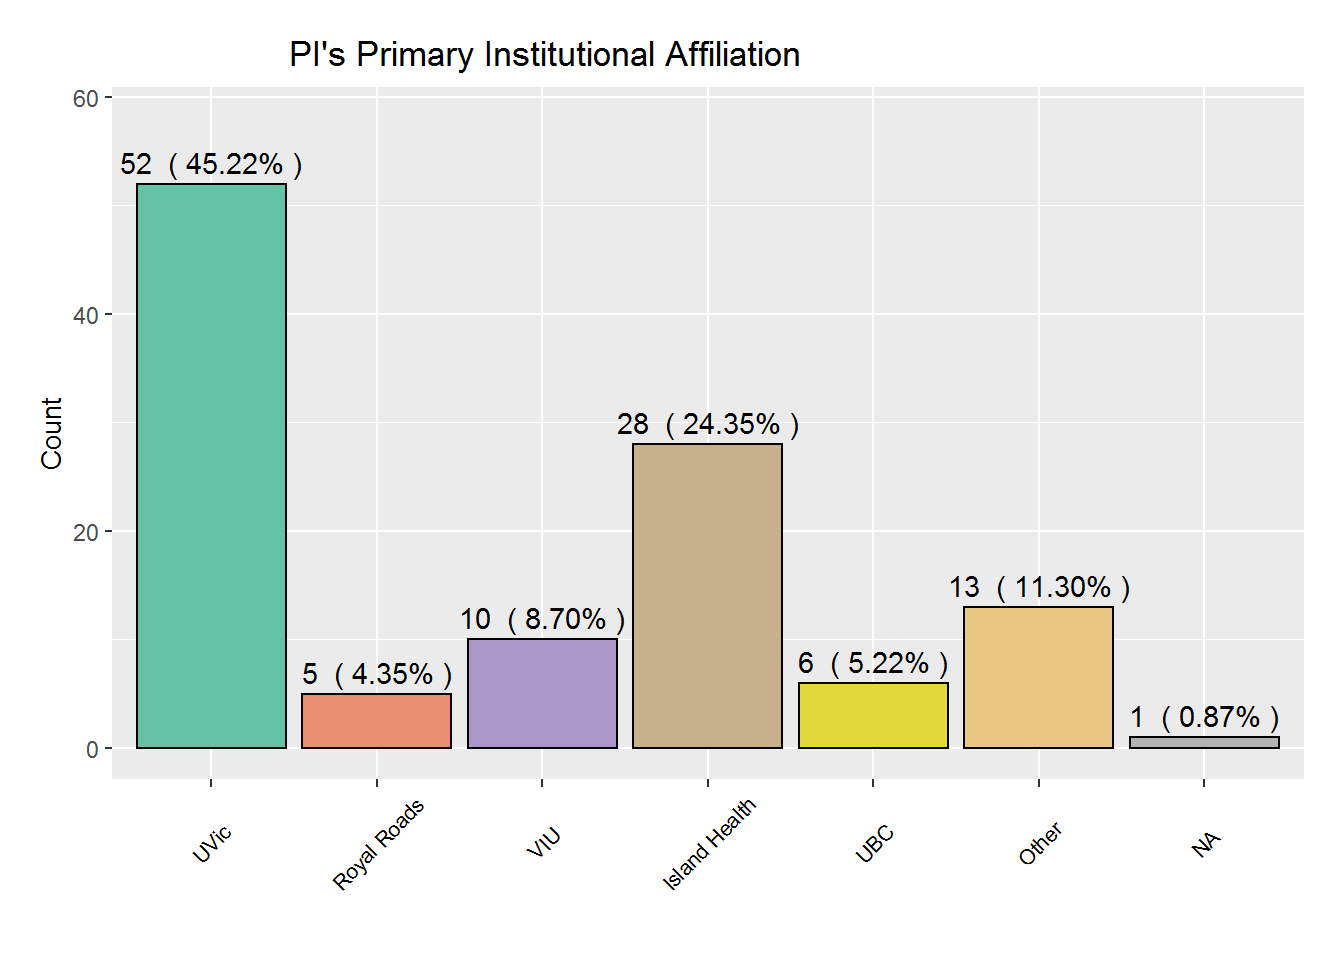 PI's Primary Institutional Affiliation
60
52 ( 45.22% )
40
Count
28 ( 24.35% )
20
13 ( 11.30% )
10 ( 8.70% )
6 ( 5.22% )
5 ( 4.35% )
1 ( 0.87% )
0
UVic
Royal Roads
VIU
Island Health
UBC
Other
NA